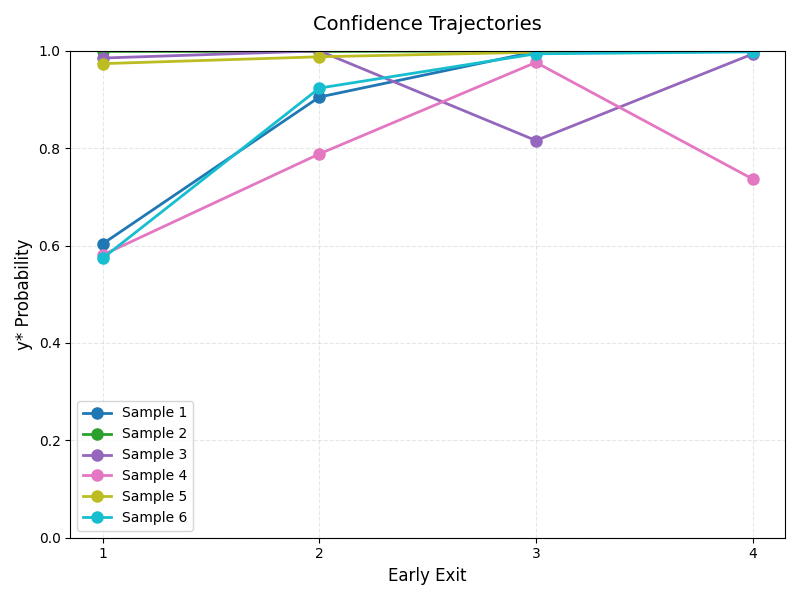 Confidence Trajectories
1.0
0.8
0.6
0.4
0.2
0.0
y* Probability
Sample 1
Sample 2
Sample 3
Sample 4
Sample 5
Sample 6
1 2 3 4
Early Exit